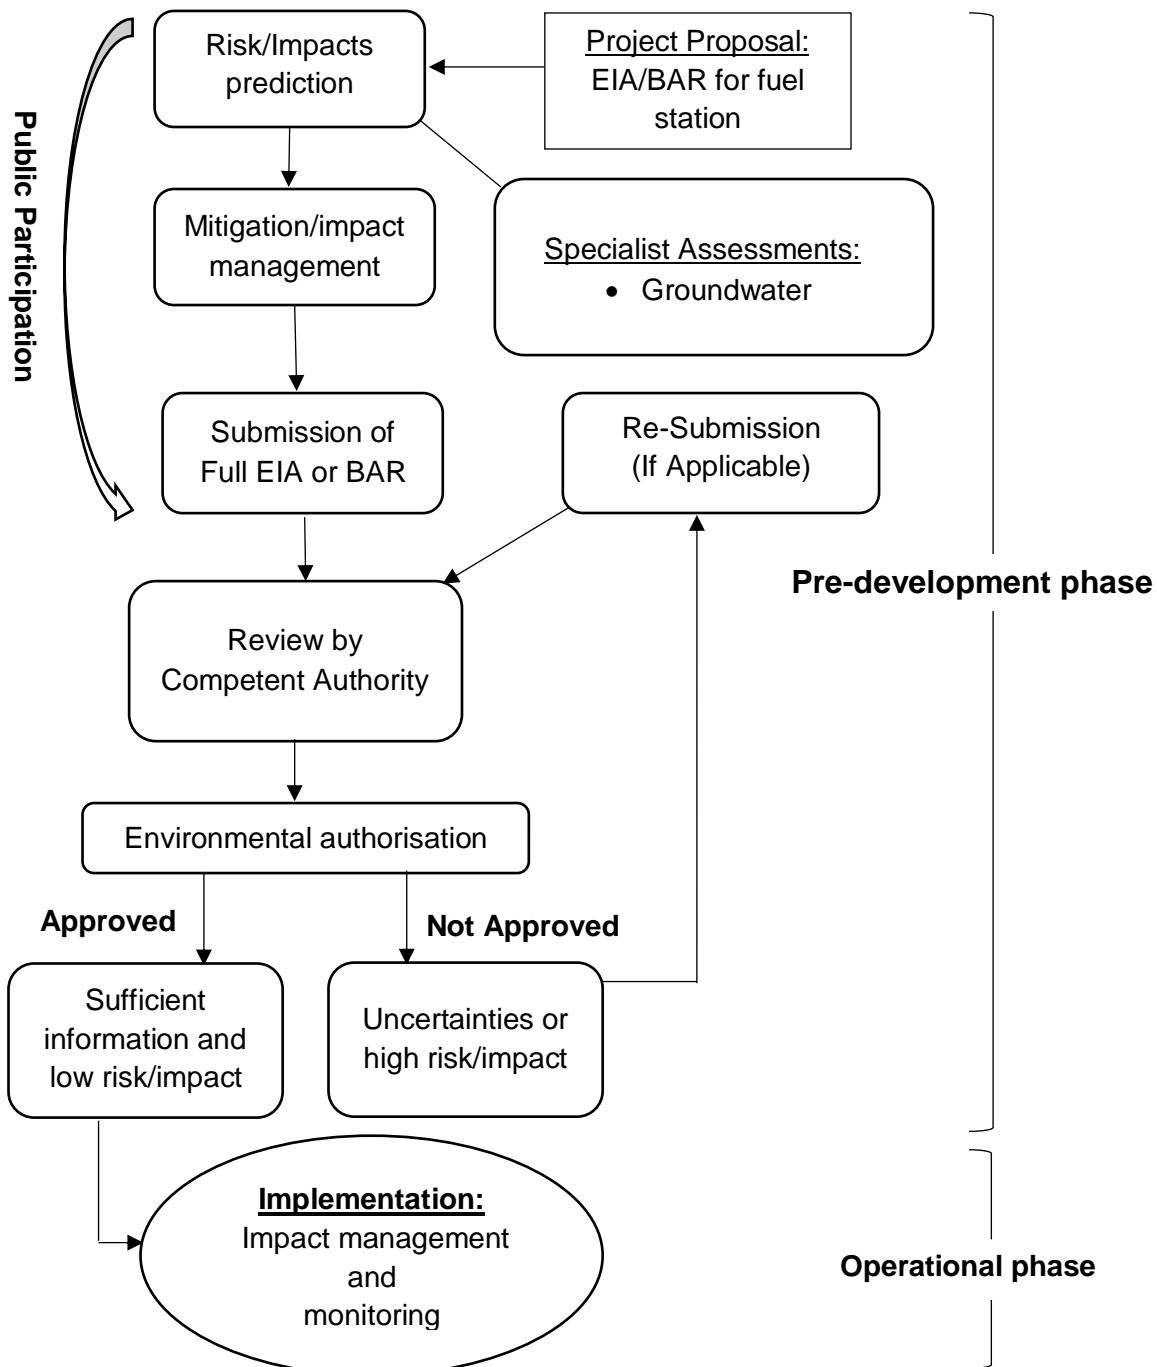 Risk/Impacts
prediction
Project Proposal:
EIA/BAR for fuel
station
Public Participation
Mitigation/impact
management
Specialist Assessments:
• Groundwater
Submission of
Full EIA or BAR
Re-Submission
(If Applicable)
Pre-development phase
Review by
Competent Authority
Environmental authorisation
Approved
Not Approved
Sufficient
information and
low risk/impact
Uncertainties or
high risk/impact
Implementation:
Impact management
and
monitoring
Operational phase